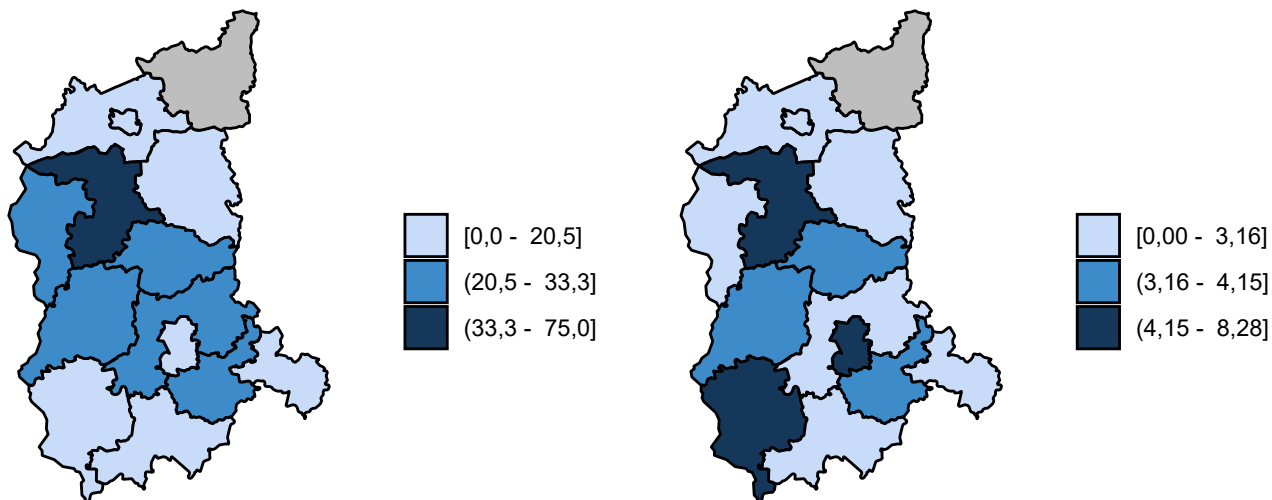 [0,0 - 20,5]
(20,5 - 33,3]
(33,3 - 75,0]
[0,00 - 3,16]
(3,16 - 4,15]
(4,15 - 8,28]